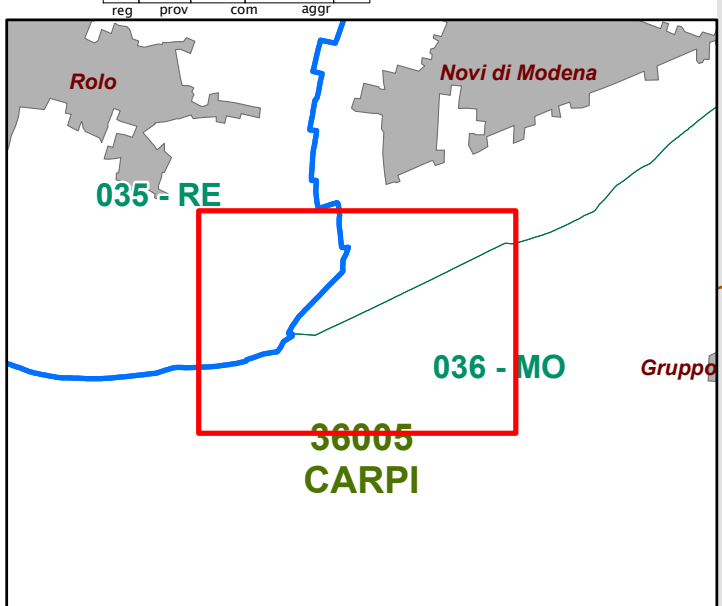 reg prov com aggr
Rolo
Novi di Modena
035 - RE
036 - MO
Gruppo
36005
CARPI